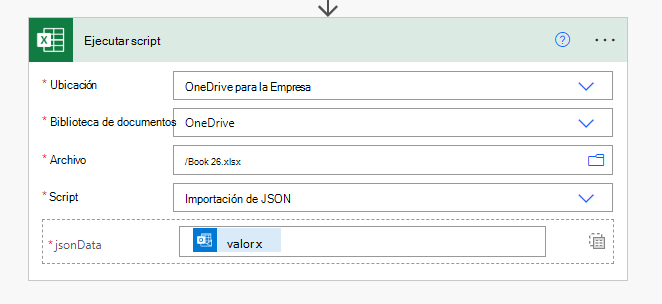 Ejecutar script
* Ubicación OneDrive para la Empresa
* Biblioteca de documentos OneDrive
* Archivo /Book 26.xlsx
* Script Importación de JSON
* jsonData valor x